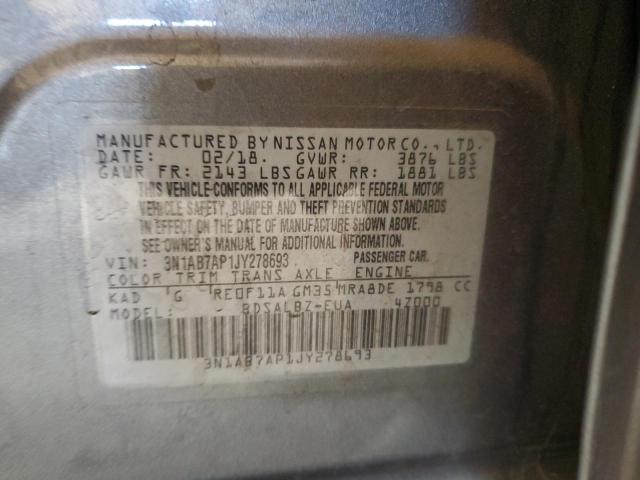 MANUFACTURED BY NISSAN MOTOR CO., LTD.
DATE: 02/18. GVWR: 3876 LBS
GAWR FR: 2143 LBS GAWR RR: 1881 LBS
THIS VEHICLE CONFORMS TO ALL APPLICABLE FEDERAL MOTOR
VEHICLE SAFETY, BUMPER AND THEFT PREVENTION STANDARDS
IN EFFECT ON THE DATE OF MANUFACTURE SHOWN ABOVE.
SEE OWNER'S MANUAL FOR ADDITIONAL INFORMATION.
VIN: 3N1AB7AP1JY278693 PASSENGER CAR.
COLOR TRIM TRANS AXLE ENGINE
KAD G RE0F11A GM35 MRA8DE 1798 CC
MODEL: BDSALBZ-EUA 4Z000
3N1AB7AP1JY278693